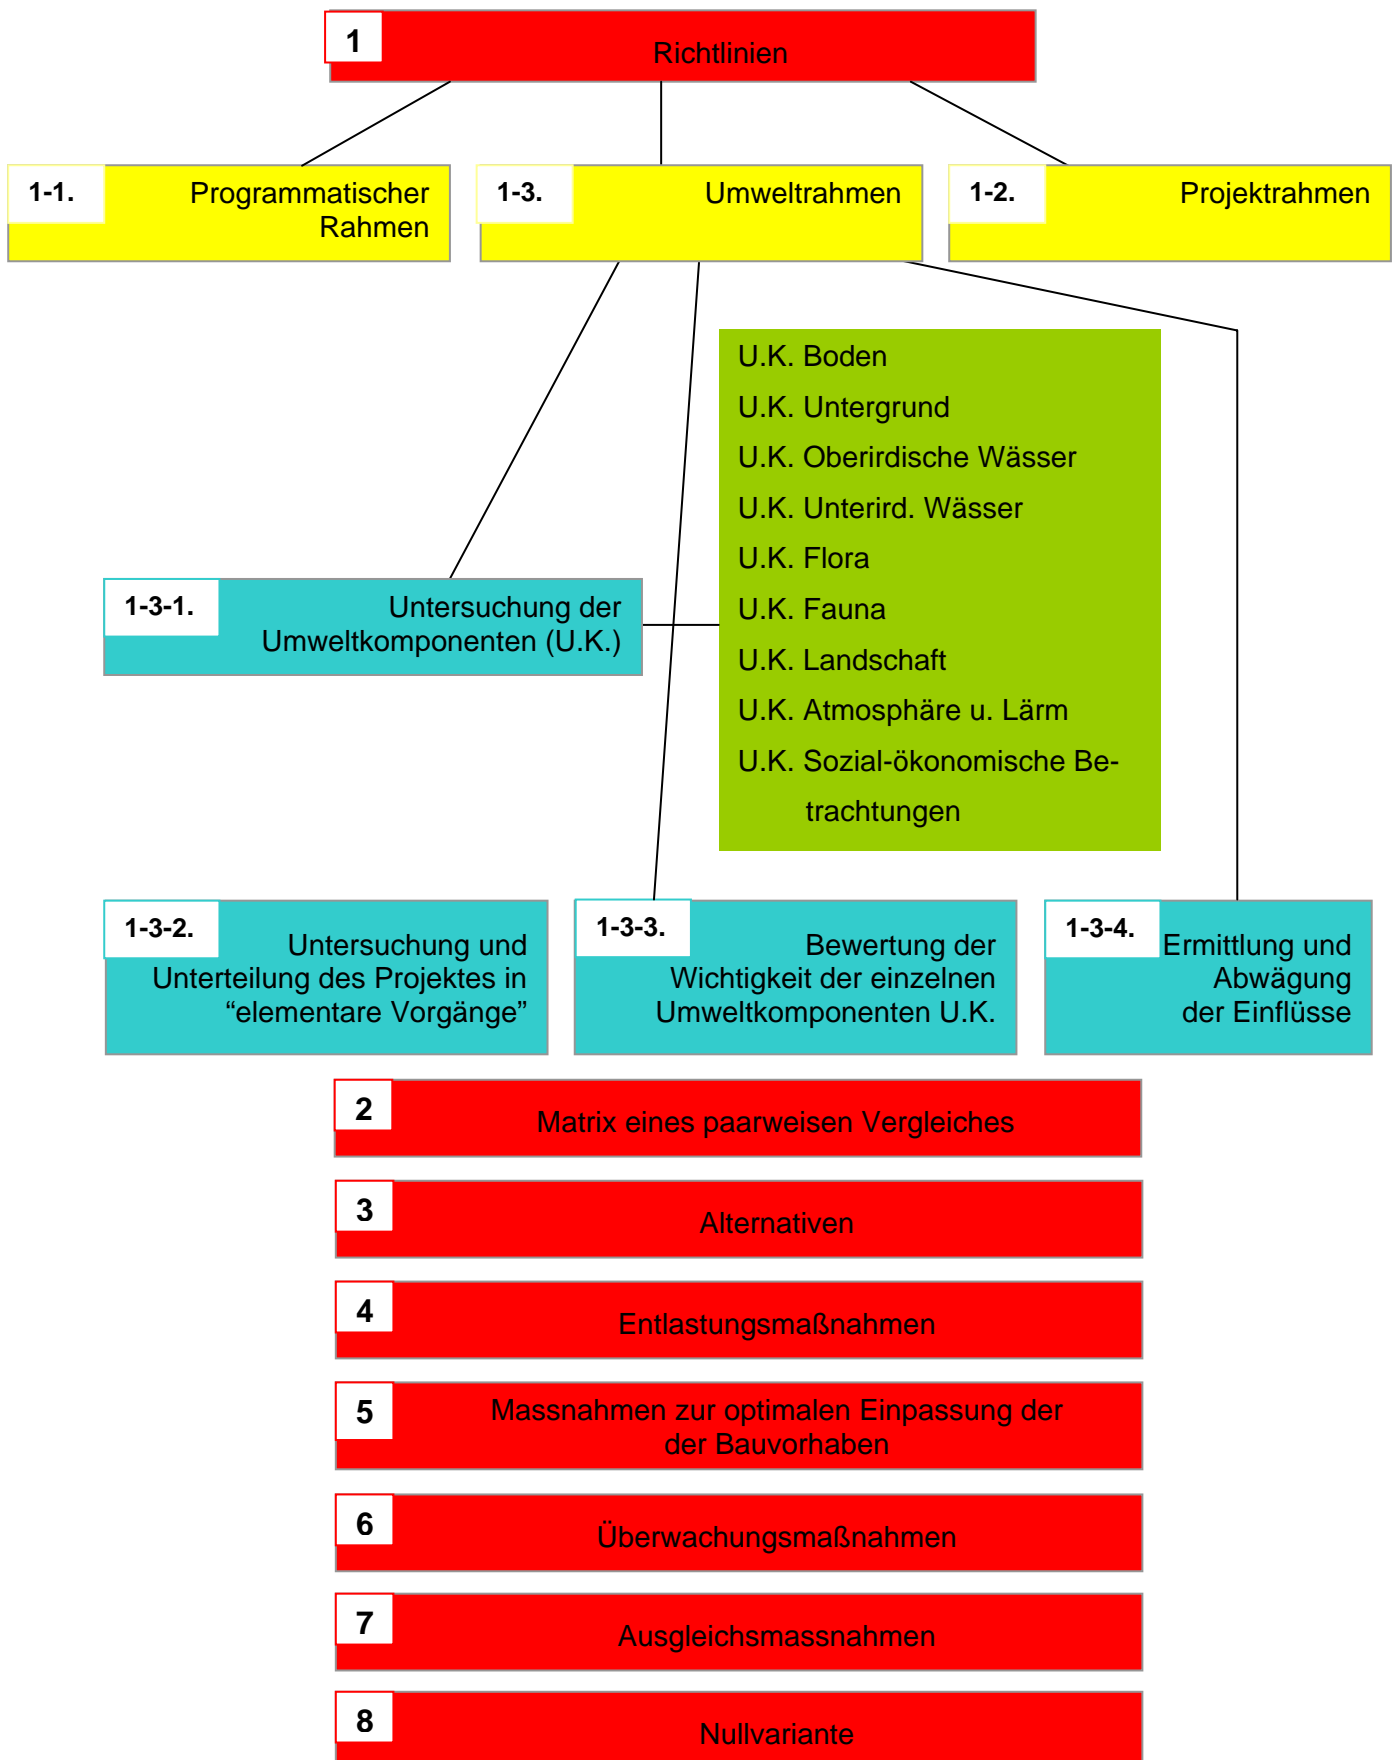 1
Richtlinien
1-1.
Programmatischer
Rahmen
1-3.
Umweltrahmen
1-2.
Projektrahmen
U.K. Boden
U.K. Untergrund
U.K. Oberirdische Wässer
U.K. Unterird. Wässer
U.K. Flora
U.K. Fauna
U.K. Landschaft
U.K. Atmosphäre u. Lärm
U.K. Sozial-ökonomische Be-
trachtungen
1-3-1.
Untersuchung der
Umweltkomponenten (U.K.)
1-3-2.
Untersuchung und
Unterteilung des Projektes in
“elementare Vorgänge”
1-3-3.
Bewertung der
Wichtigkeit der einzelnen
Umweltkomponenten U.K.
1-3-4.
Ermittlung und
Abwägung
der Einflüsse
2
Matrix eines paarweisen Vergleiches
3
Alternativen
4
Entlastungsmaßnahmen
5
Massnahmen zur optimalen Einpassung der
der Bauvorhaben
6
Überwachungsmaßnahmen
7
Ausgleichsmassnahmen
8
Nullvariante